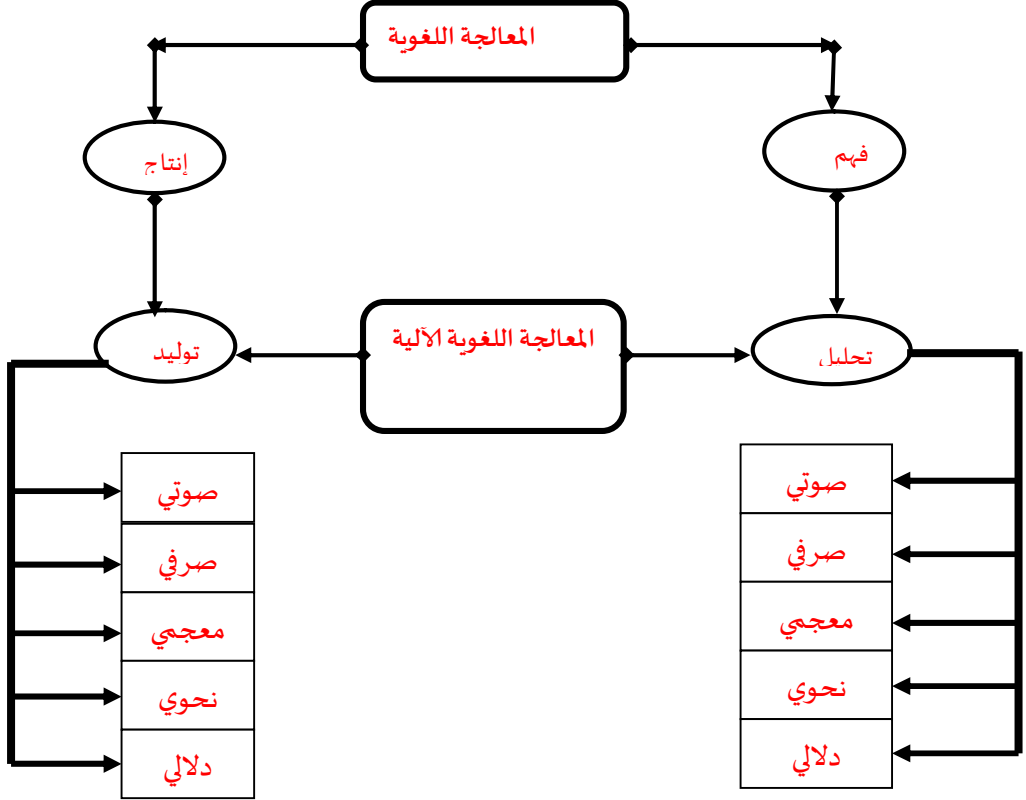 المعالجة اللغوية
فهم
إنتاج
المعالجة اللغوية الآلية
تحليل
توليد
صوتي
صرفي
معجمي
نحوي
دلالي
صوتي
صرفي
معجمي
نحوي
دلالي